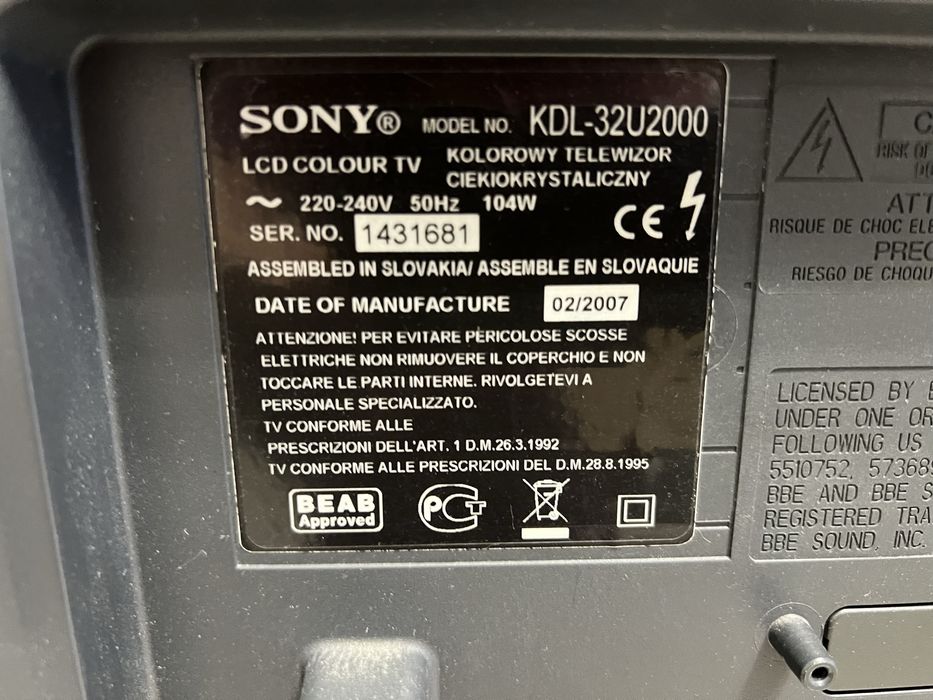 SONY® MODEL NO. KDL-32U2000
LCD COLOUR TV KOLOROWY TELEWIZOR
CIEKIOKRYSTALICZNY
~ 220-240V 50Hz 104W
SER. NO. 1431681
CE
ASSEMBLED IN SLOVAKIA/ ASSEMBLE EN SLOVAQUIE
DATE OF MANUFACTURE 02/2007
ATTENZIONE! PER EVITARE PERICOLOSE SCOSSE
ELETTRICHE NON RIMUOVERE IL COPERCHIO E NON
TOCCARE LE PARTI INTERNE. RIVOLGETEVI A
PERSONALE SPECIALIZZATO.
TV CONFORME ALLE
PRESCRIZIONI DELL'ART. 1 D.M.26.3.1992
TV CONFORME ALLE PRESCRIZIONI DEL D.M.28.8.1995
BEAB
Approved
RISK OF
RISQUE DE CHOC
RIESGO DE
LICENSED BY
UNDER ONE OR
FOLLOWING US
5510752,
BBE AND BBE
REGISTERED
BBE SOUND, INC.